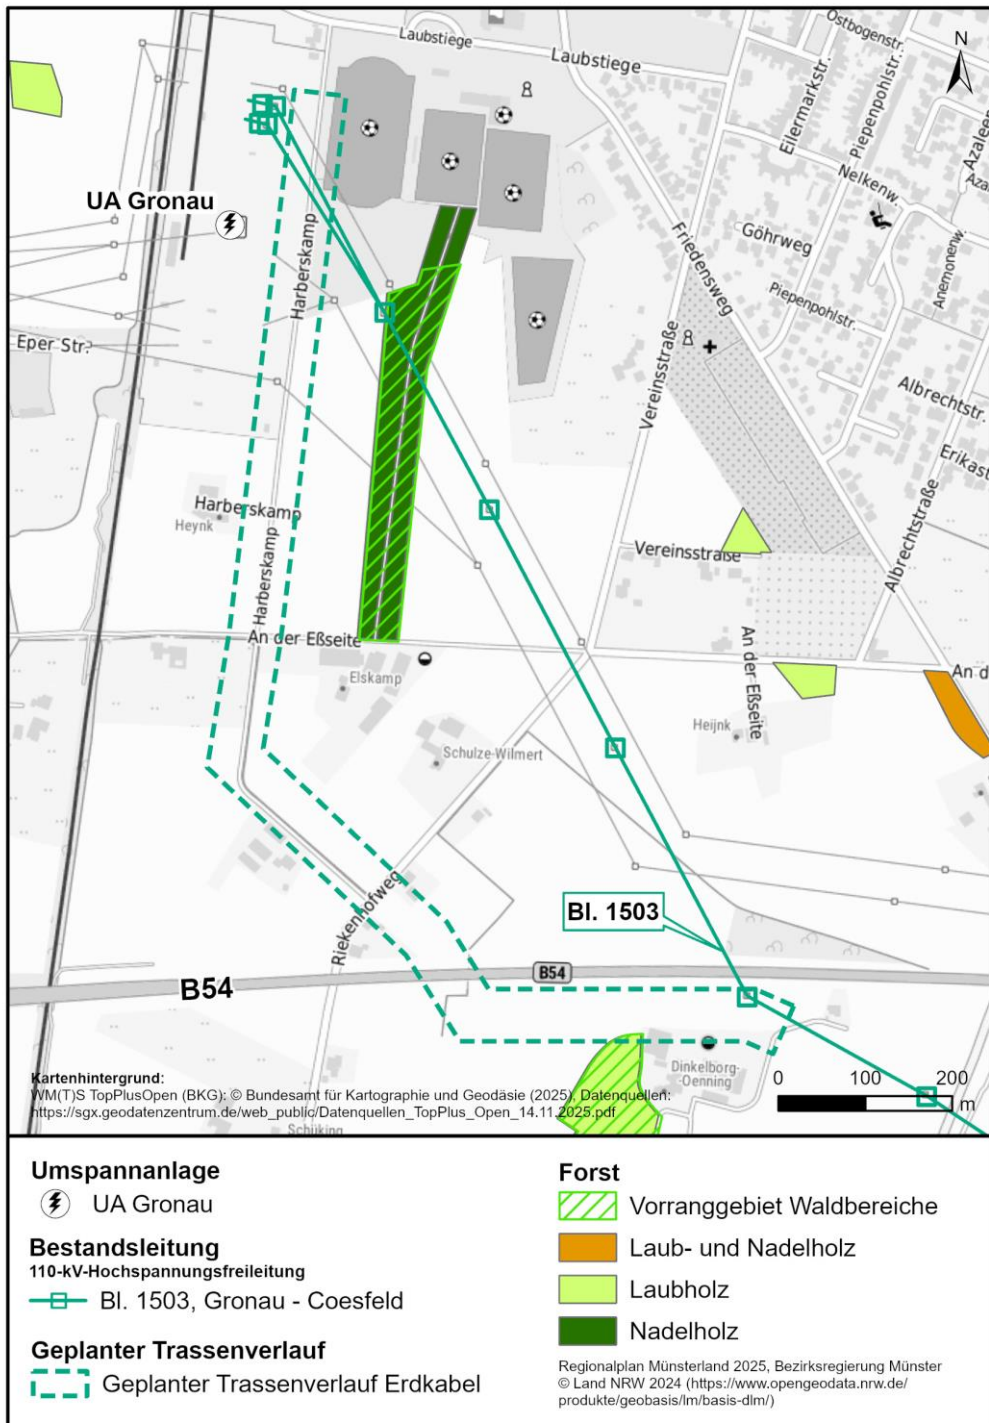 Laubstiege
Laubstiege
Ostbogenstr.
N
Eilermarkstr.
Piepenpohlstr.
Azaleen
Aza
Nelkenw.
UA Gronau
Harberskamp
Friedensweg
Göhrweg
Anemonenw.
Piepenpohlstr.
Eper Str.
Vereinsstraße
Albrechtstr.
Erikast
Harberskamp
Heynk
Harberskamp
Vereinsstraße
Albrechtstraße
An der Eßseite
An der Eßseite
An d
Elskamp
Heijnk
Schulze-Wilmert
Riekenhofweg
Bl. 1503
B54
B54
Dinkelborg-
-Oenning
0 200
m
Kartenhintergrund:
WM(T)S TopPlusOpen (BKG): © Bundesamt für Kartographie und Geodäsie (2025), Datenquellen:
https://sgx.geodatenzentrum.de/web_public/Datenquellen_TopPlus_Open_14.11.2025.pdf
Schüking
Umspannanlage
UA Gronau
Bestandsleitung
110-kV-Hochspannungsfreileitung
Bl. 1503, Gronau - Coesfeld
Geplanter Trassenverlauf
Geplanter Trassenverlauf Erdkabel
Forst
Vorranggebiet Waldbereiche
Laub- und Nadelholz
Laubholz
Nadelholz
Regionalplan Münsterland 2025, Bezirksregierung Münster
© Land NRW 2024 (https://www.opengeodata.nrw.de/
produkte/geobasis/lm/basis-dlm/)